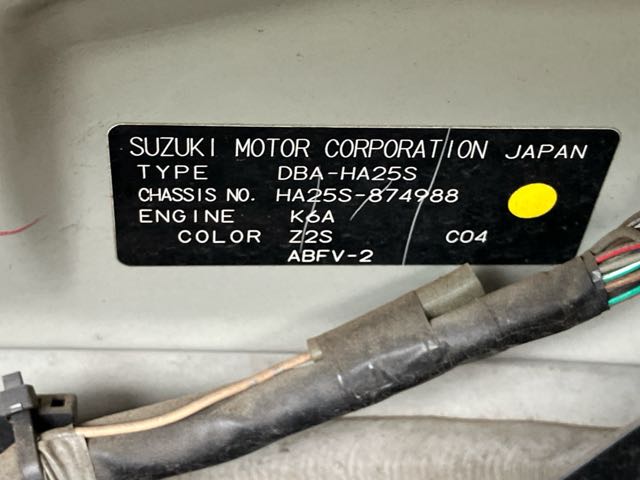 SUZUKI MOTOR CORPORATION JAPAN
TYPE DBA-HA25S
CHASSIS NO. HA25S-874988
ENGINE K6A
COLOR Z2S C04
ABFV-2